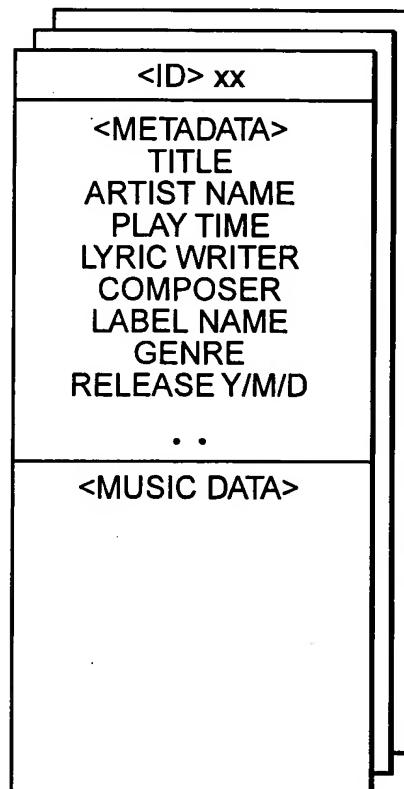 <ID> xx
<METADATA>
TITLE
ARTIST NAME
PLAY TIME
LYRIC WRITER
COMPOSER
LABEL NAME
GENRE
RELEASE Y/M/D
. .
<MUSIC DATA>